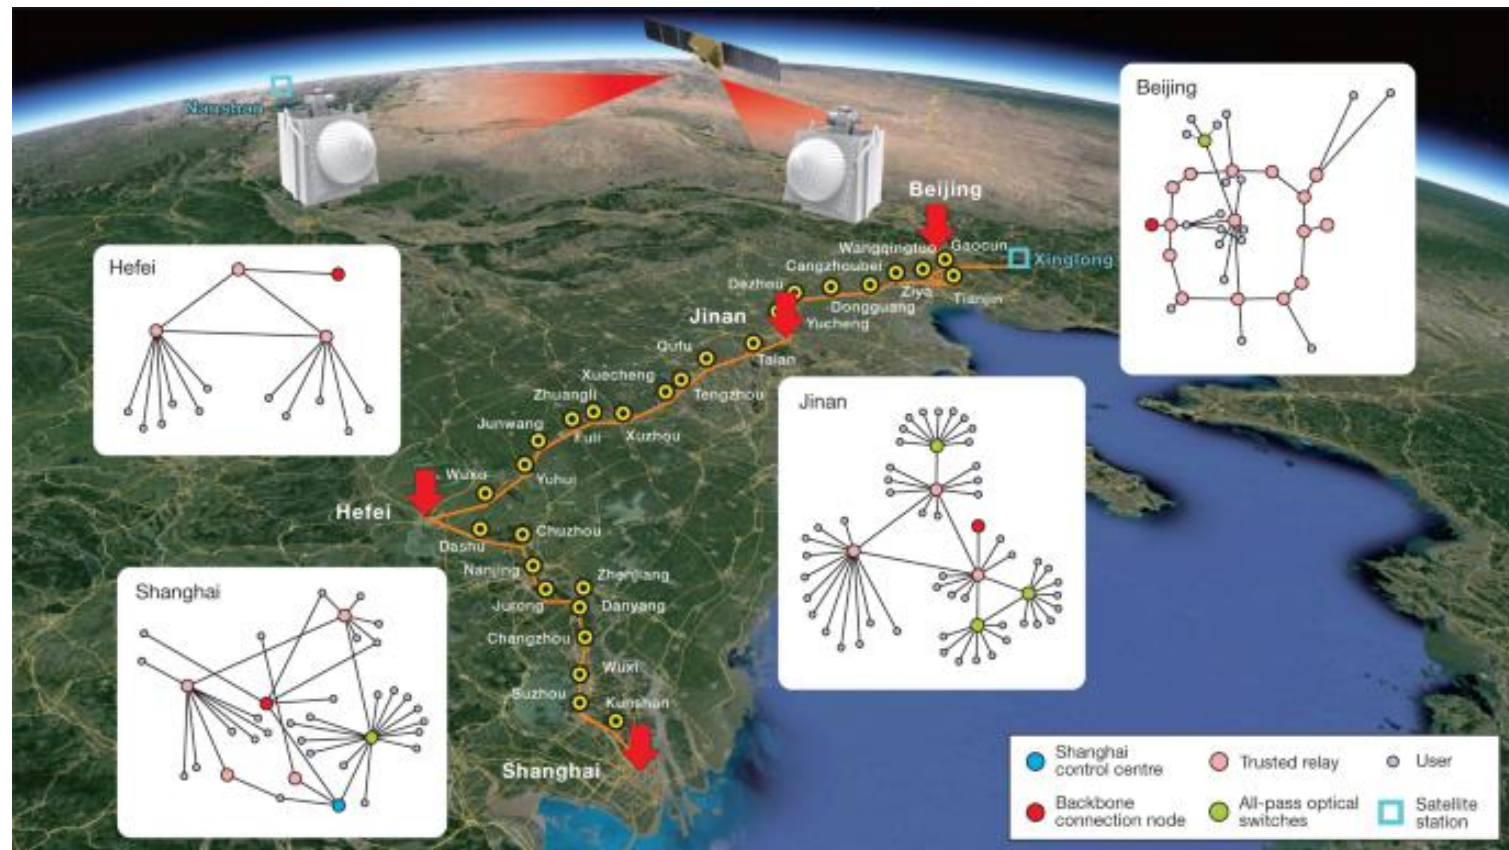 Nanshan
Beijing
Wangqingtuo
Gaocun
Cangzhoubei
Xinglong
Dezhou
Ziya
Tianjin
Dongguang
Jinan
Yucheng
Qufu
Taian
Xuecheng
Tengzhou
Zhuangli
Junwang
Fuli
Xuzhou
Wuxu
Yuhui
Hefei
Chuzhou
Dashu
Nanjing
Zhenjiang
Jurong
Danyang
Changzhou
Wuxi
Suzhou
Kunshan
Shanghai
Hefei
Shanghai
Beijing
Jinan
Shanghai
control centre
Trusted relay
User
Backbone
connection node
All-pass optical
switches
Satellite
station